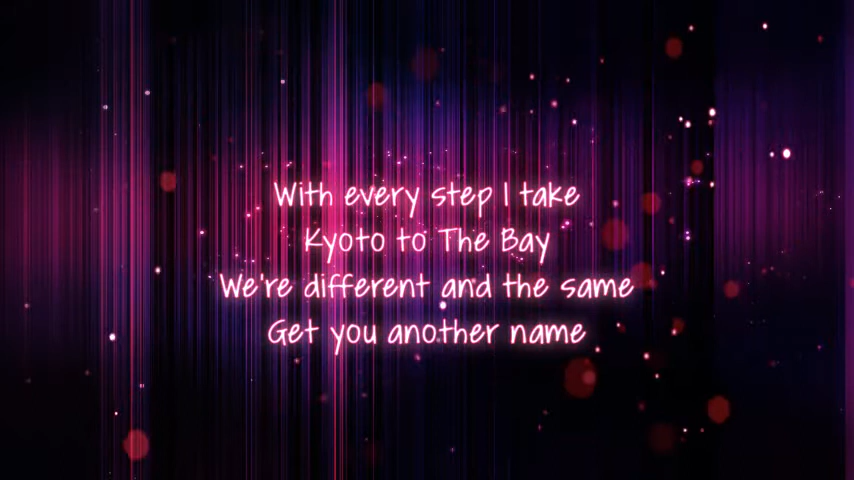 With every step I take
Kyoto to The Bay
We're different and the same
Get you another name